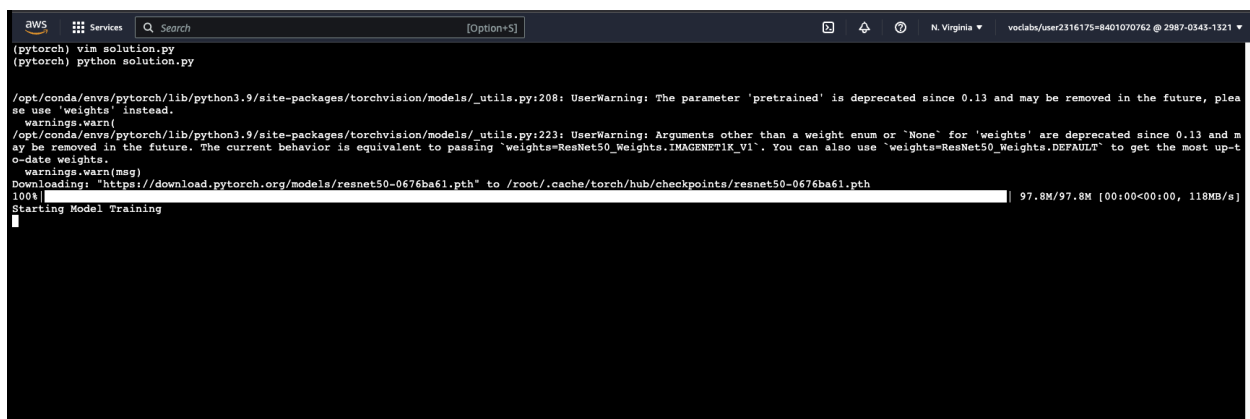 aws Services Search [Option+S] N. Virginia voclabs/user2316175=8401070762 @ 2987-0343-1321
(pytorch) vim solution.py
(pytorch) python solution.py
/opt/conda/envs/pytorch/lib/python3.9/site-packages/torchvision/models/_utils.py:208: UserWarning: The parameter 'pretrained' is deprecated since 0.13 and may be removed in the future, plea
se use 'weights' instead.
warnings.warn(
/opt/conda/envs/pytorch/lib/python3.9/site-packages/torchvision/models/_utils.py:223: UserWarning: Arguments other than a weight enum or `None` for 'weights' are deprecated since 0.13 and m
ay be removed in the future. The current behavior is equivalent to passing `weights=ResNet50_Weights.IMAGENET1K_V1`. You can also use `weights=ResNet50_Weights.DEFAULT` to get the most up-t
o-date weights.
warnings.warn(msg)
Downloading: "https://download.pytorch.org/models/resnet50-0676ba61.pth" to /root/.cache/torch/hub/checkpoints/resnet50-0676ba61.pth
100%| | 97.8M/97.8M [00:00<00:00, 118MB/s]
Starting Model Training